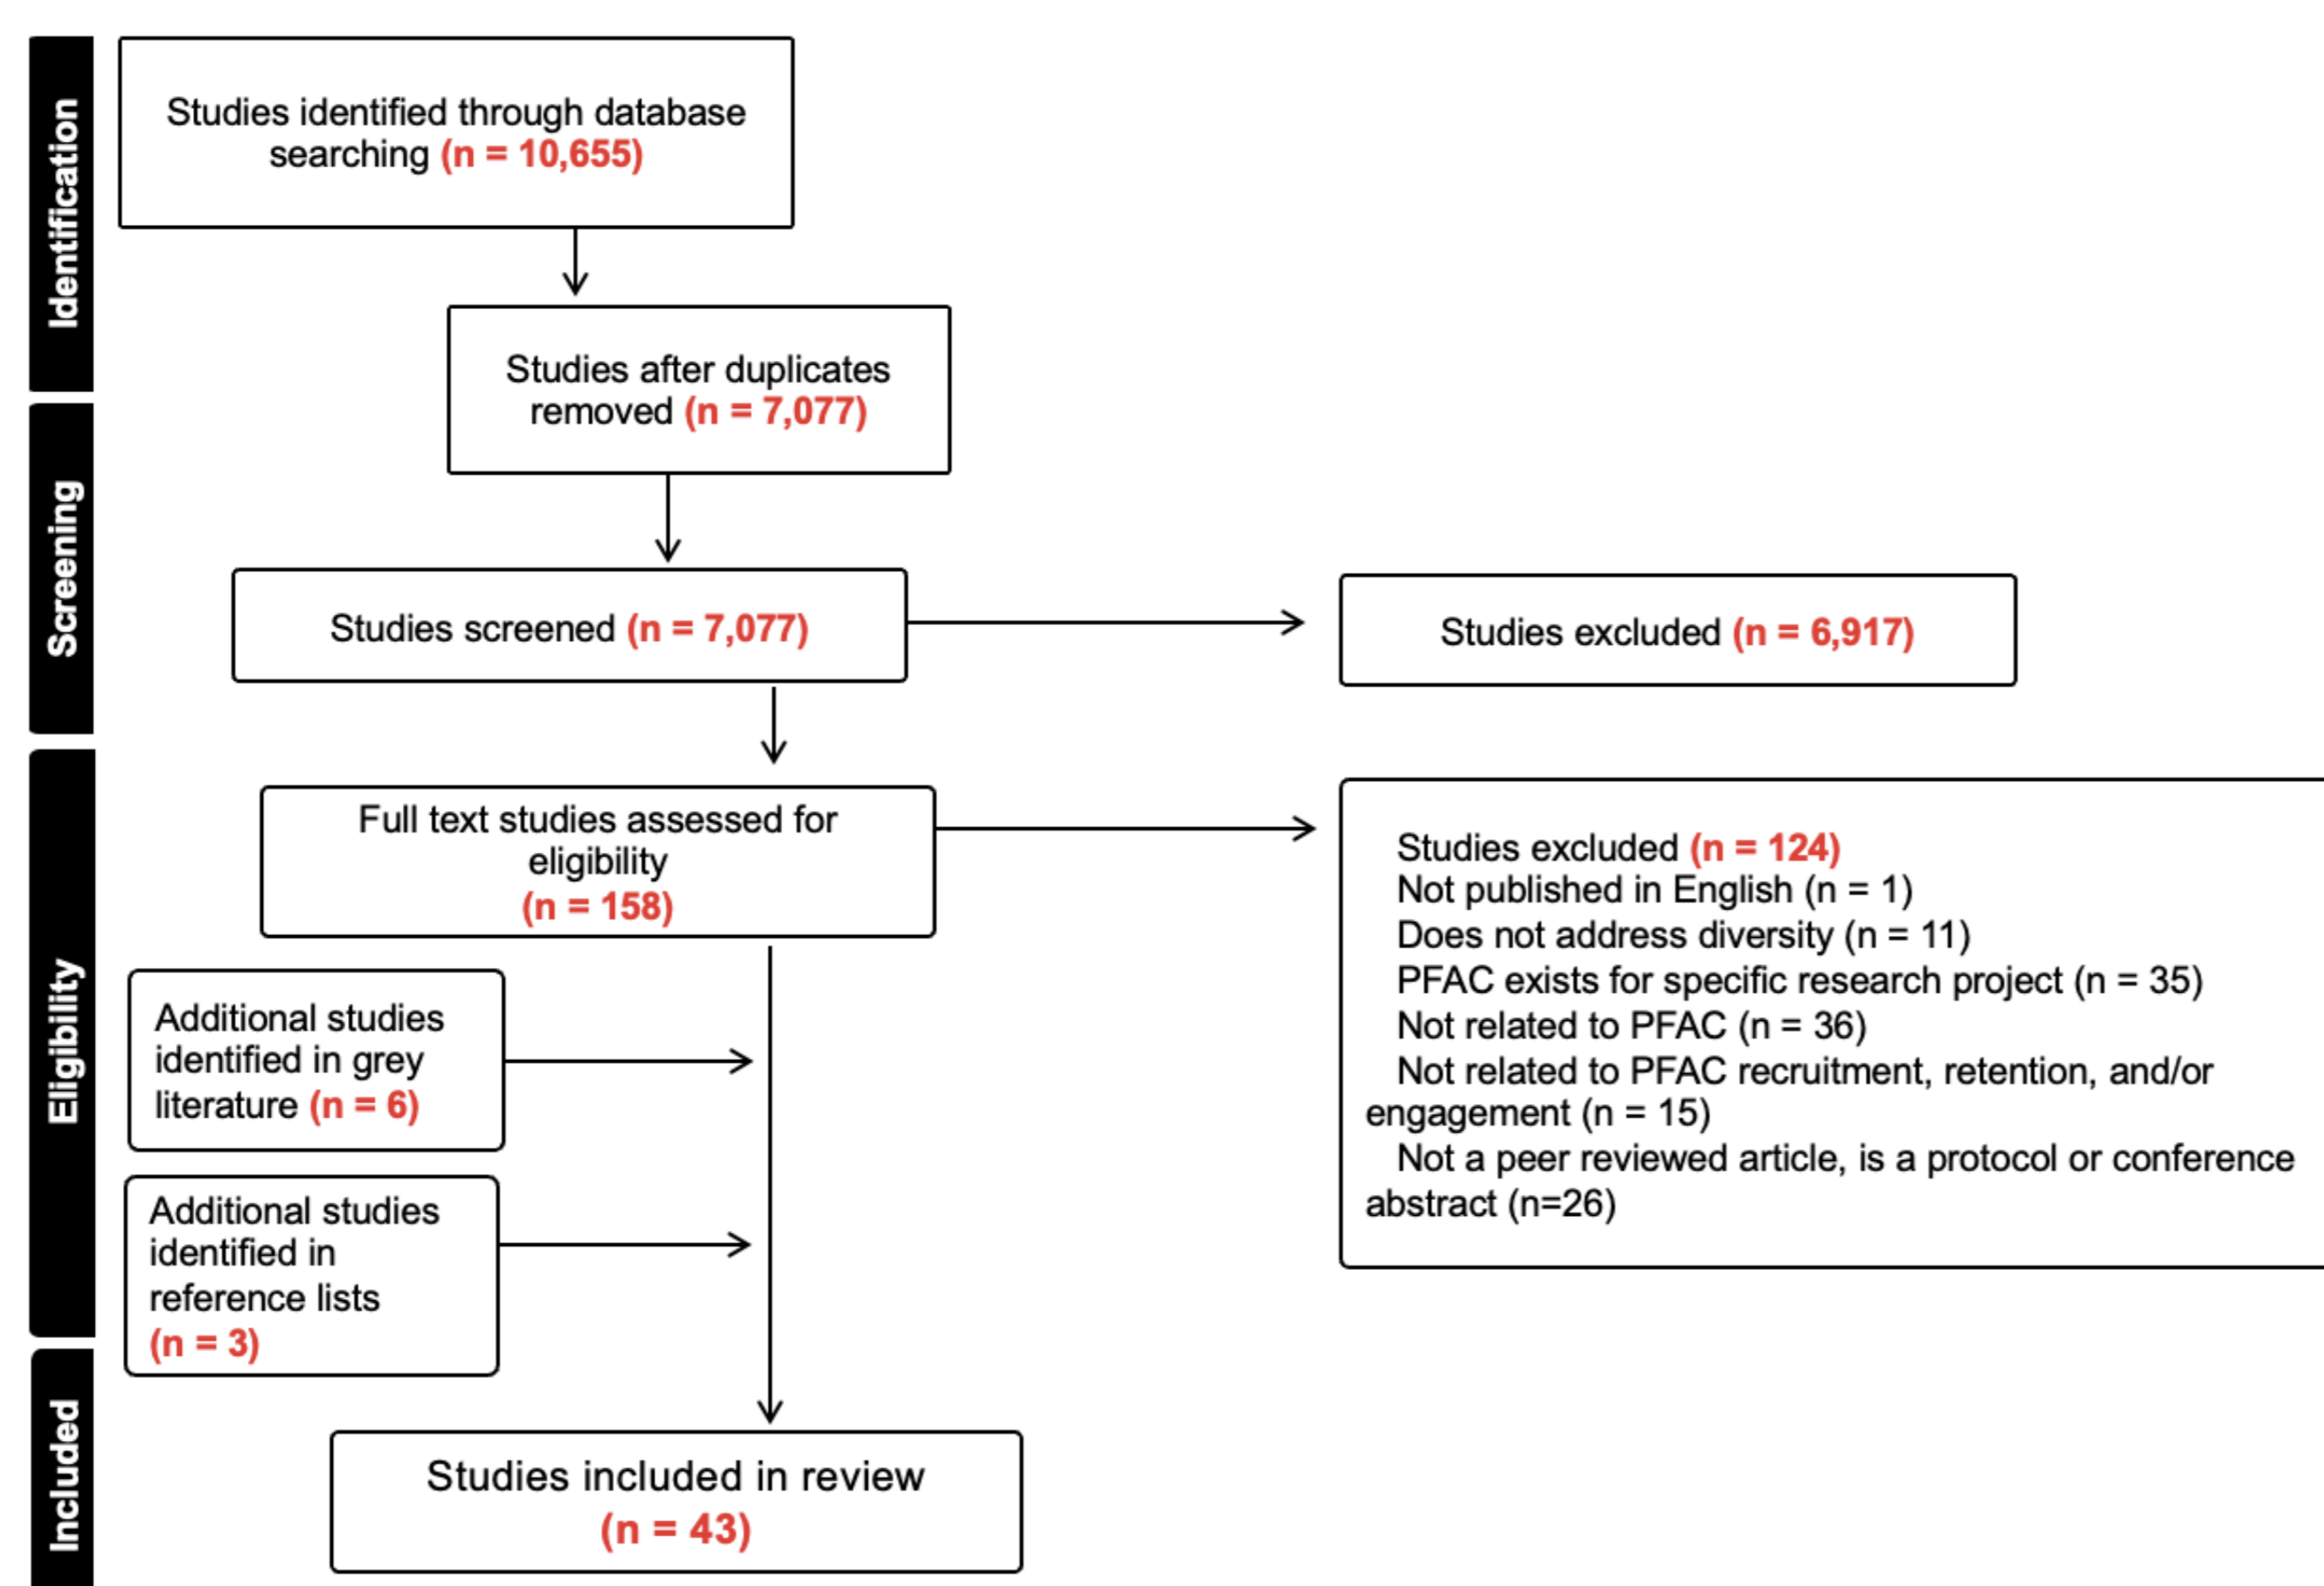 Identification
Studies identified through database
searching (n = 10,655)
Studies after duplicates
removed (n = 7,077)
Screening
Studies screened (n = 7,077)
Studies excluded (n = 6,917)
Eligibility
Full text studies assessed for
eligibility
(n = 158)
Studies excluded (n = 124)
Not published in English (n = 1)
Does not address diversity (n = 11)
PFAC exists for specific research project (n = 35)
Not related to PFAC (n = 36)
Not related to PFAC recruitment, retention, and/or
engagement (n = 15)
Not a peer reviewed article, is a protocol or conference
abstract (n=26)
Additional studies
identified in grey
literature (n = 6)
Additional studies
identified in
reference lists
(n = 3)
Included
Studies included in review
(n = 43)